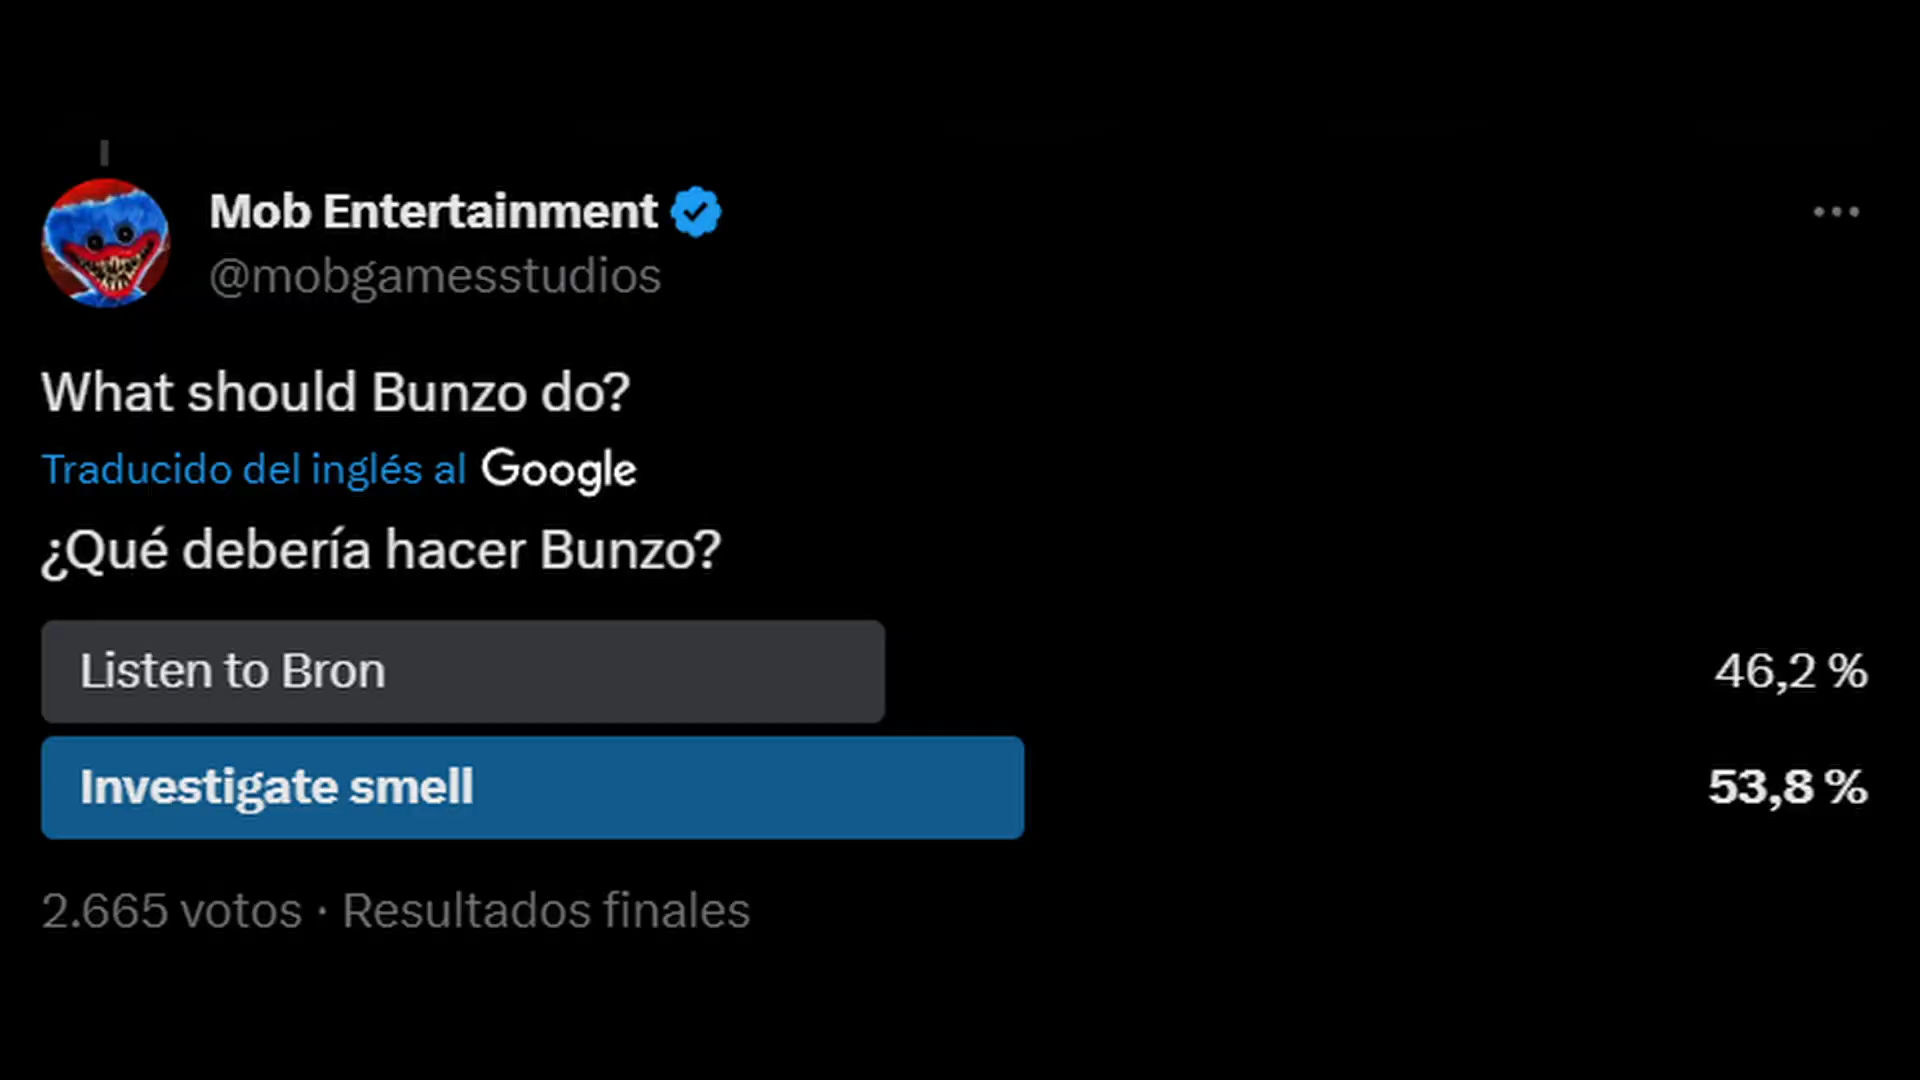 Mob Entertainment
@mobgamesstudios
What should Bunzo do?
Traducido del inglés al Google
¿Qué debería hacer Bunzo?
Listen to Bron 46,2 %
Investigate smell 53,8 %
2.665 votos · Resultados finales